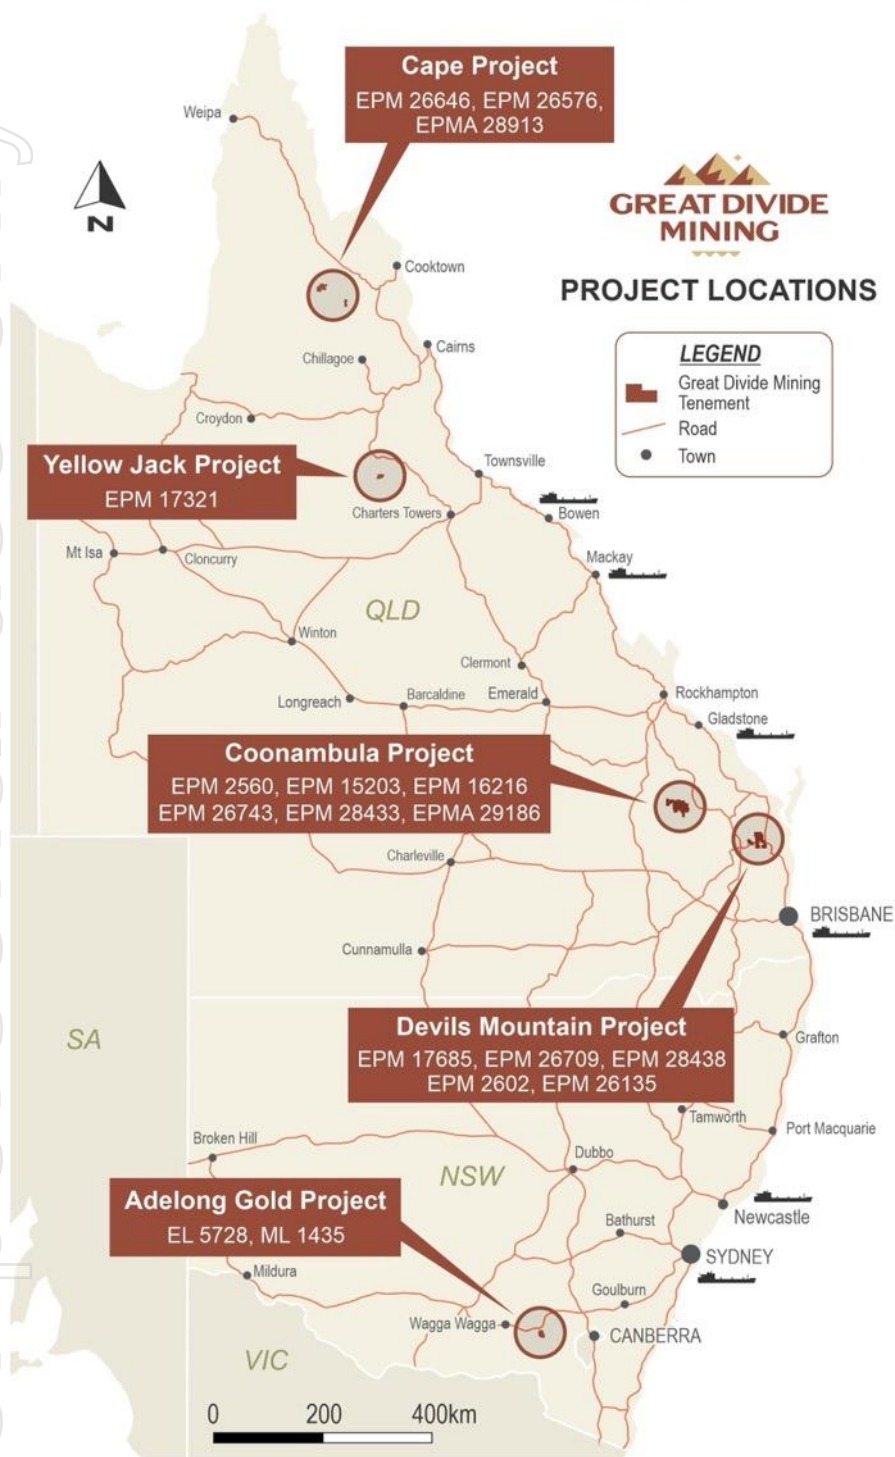 Cape Project
EPM 26646, EPM 26576,
EPMA 28913
Weipa
N
GREAT DIVIDE
MINING
PROJECT LOCATIONS
Cooktown
LEGEND
Great Divide Mining
Tenement
Road
Town
Cairns
Chillagoe
Croydon
Yellow Jack Project
EPM 17321
Townsville
Charters Towers
Bowen
Mt Isa
Cloncurry
Mackay
QLD
Winton
Clermont
Longreach
Barcaldine
Emerald
Rockhampton
Gladstone
Coonambula Project
EPM 2560, EPM 15203, EPM 16216
EPM 26743, EPM 28433, EPMA 29186
Charleville
BRISBANE
Cunnamulla
Devils Mountain Project
EPM 17685, EPM 26709, EPM 28438
EPM 2602, EPM 26135
SA
Grafton
Tamworth
Port Macquarie
Broken Hill
Dubbo
NSW
Adelong Gold Project
EL 5728, ML 1435
Newcastle
Bathurst
SYDNEY
Mildura
Goulburn
Wagga Wagga
CANBERRA
VIC
0 200 400km